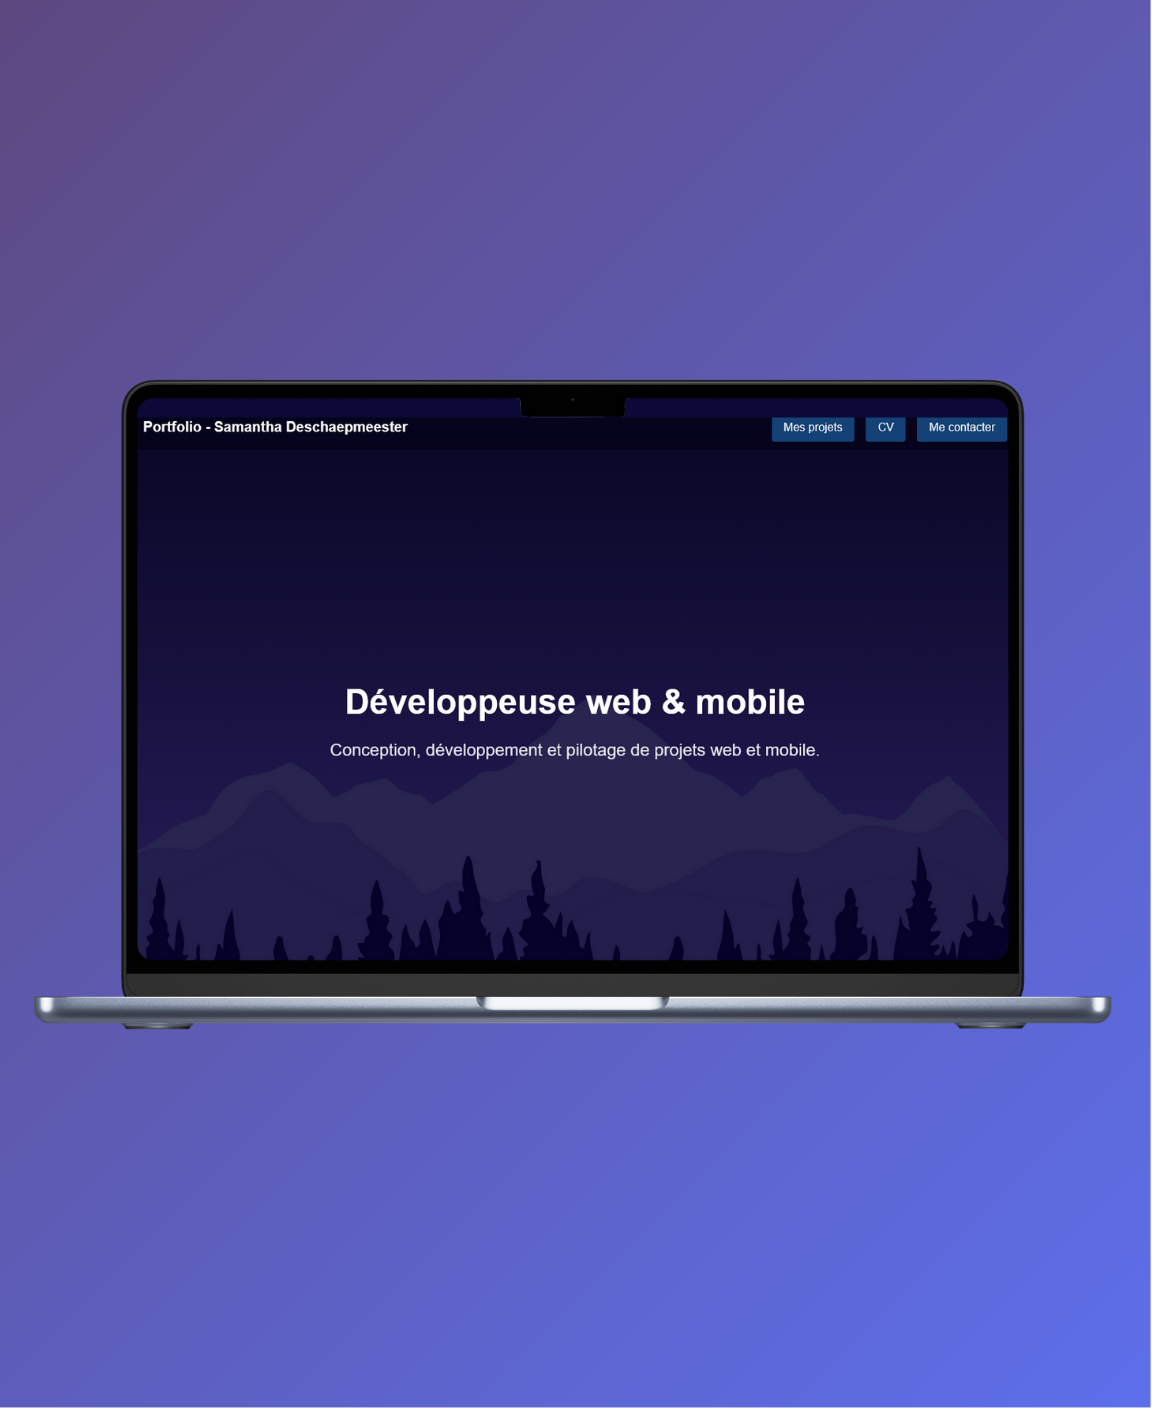 Portfolio - Samantha Deschaepmeester
Mes projets
CV
Me contacter
Développeuse web & mobile
Conception, développement et pilotage de projets web et mobile.